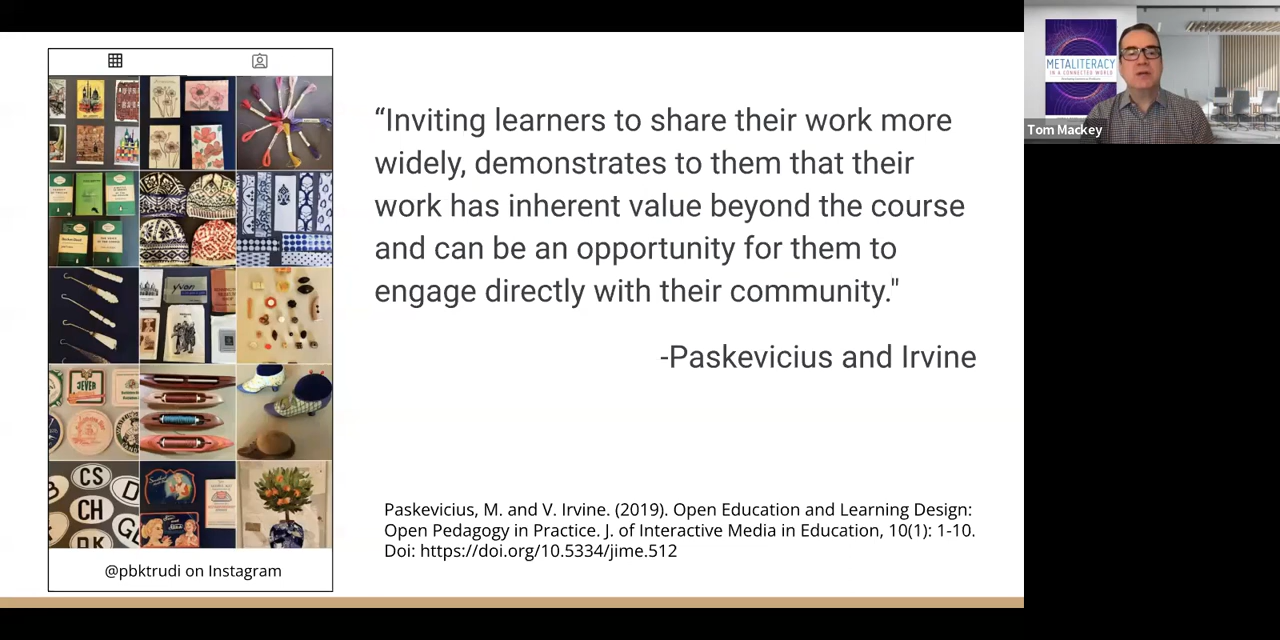 “Inviting learners to share their work more
widely, demonstrates to them that their
work has inherent value beyond the course
and can be an opportunity for them to
engage directly with their community."
-Paskevicius and Irvine
Paskevicius, M. and V. Irvine. (2019). Open Education and Learning Design:
Open Pedagogy in Practice. J. of Interactive Media in Education, 10(1): 1-10.
Doi: https://doi.org/10.5334/jime.512
JEVER
CS
CH
@pbktrudi on Instagram
METALITERACY
IN A CONNECTED WORLD
Tom Mackey